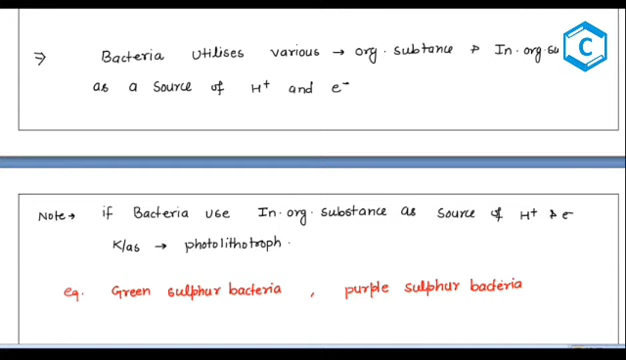 ⇒ Bacteria utilises various → org. subtance & In.org.su
as a source of H⁺ and e⁻
C
Note → if Bacteria use In.org. substance as source of H⁺ & e⁻
K/as → photolithotroph.
eg. Green sulphur bacteria , purple sulphur bacteria